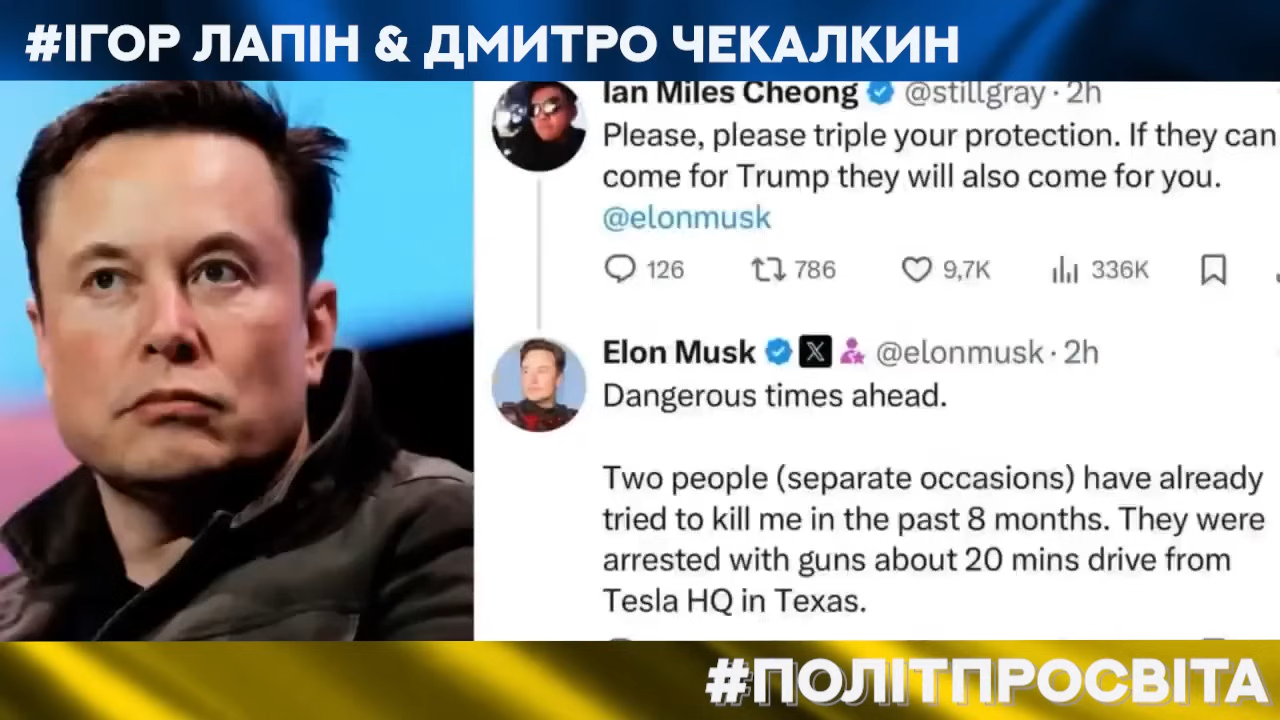 #ІГОР ЛАПІН & ДМИТРО ЧЕКАЛКИН
Ian Miles Cheong @stillgray · 2h
Please, please triple your protection. If they can
come for Trump they will also come for you.
@elonmusk
126 786 9,7K 336K
Elon Musk @elonmusk · 2h
Dangerous times ahead.
Two people (separate occasions) have already
tried to kill me in the past 8 months. They were
arrested with guns about 20 mins drive from
Tesla HQ in Texas.
#ПОЛІТПРОСВІТА